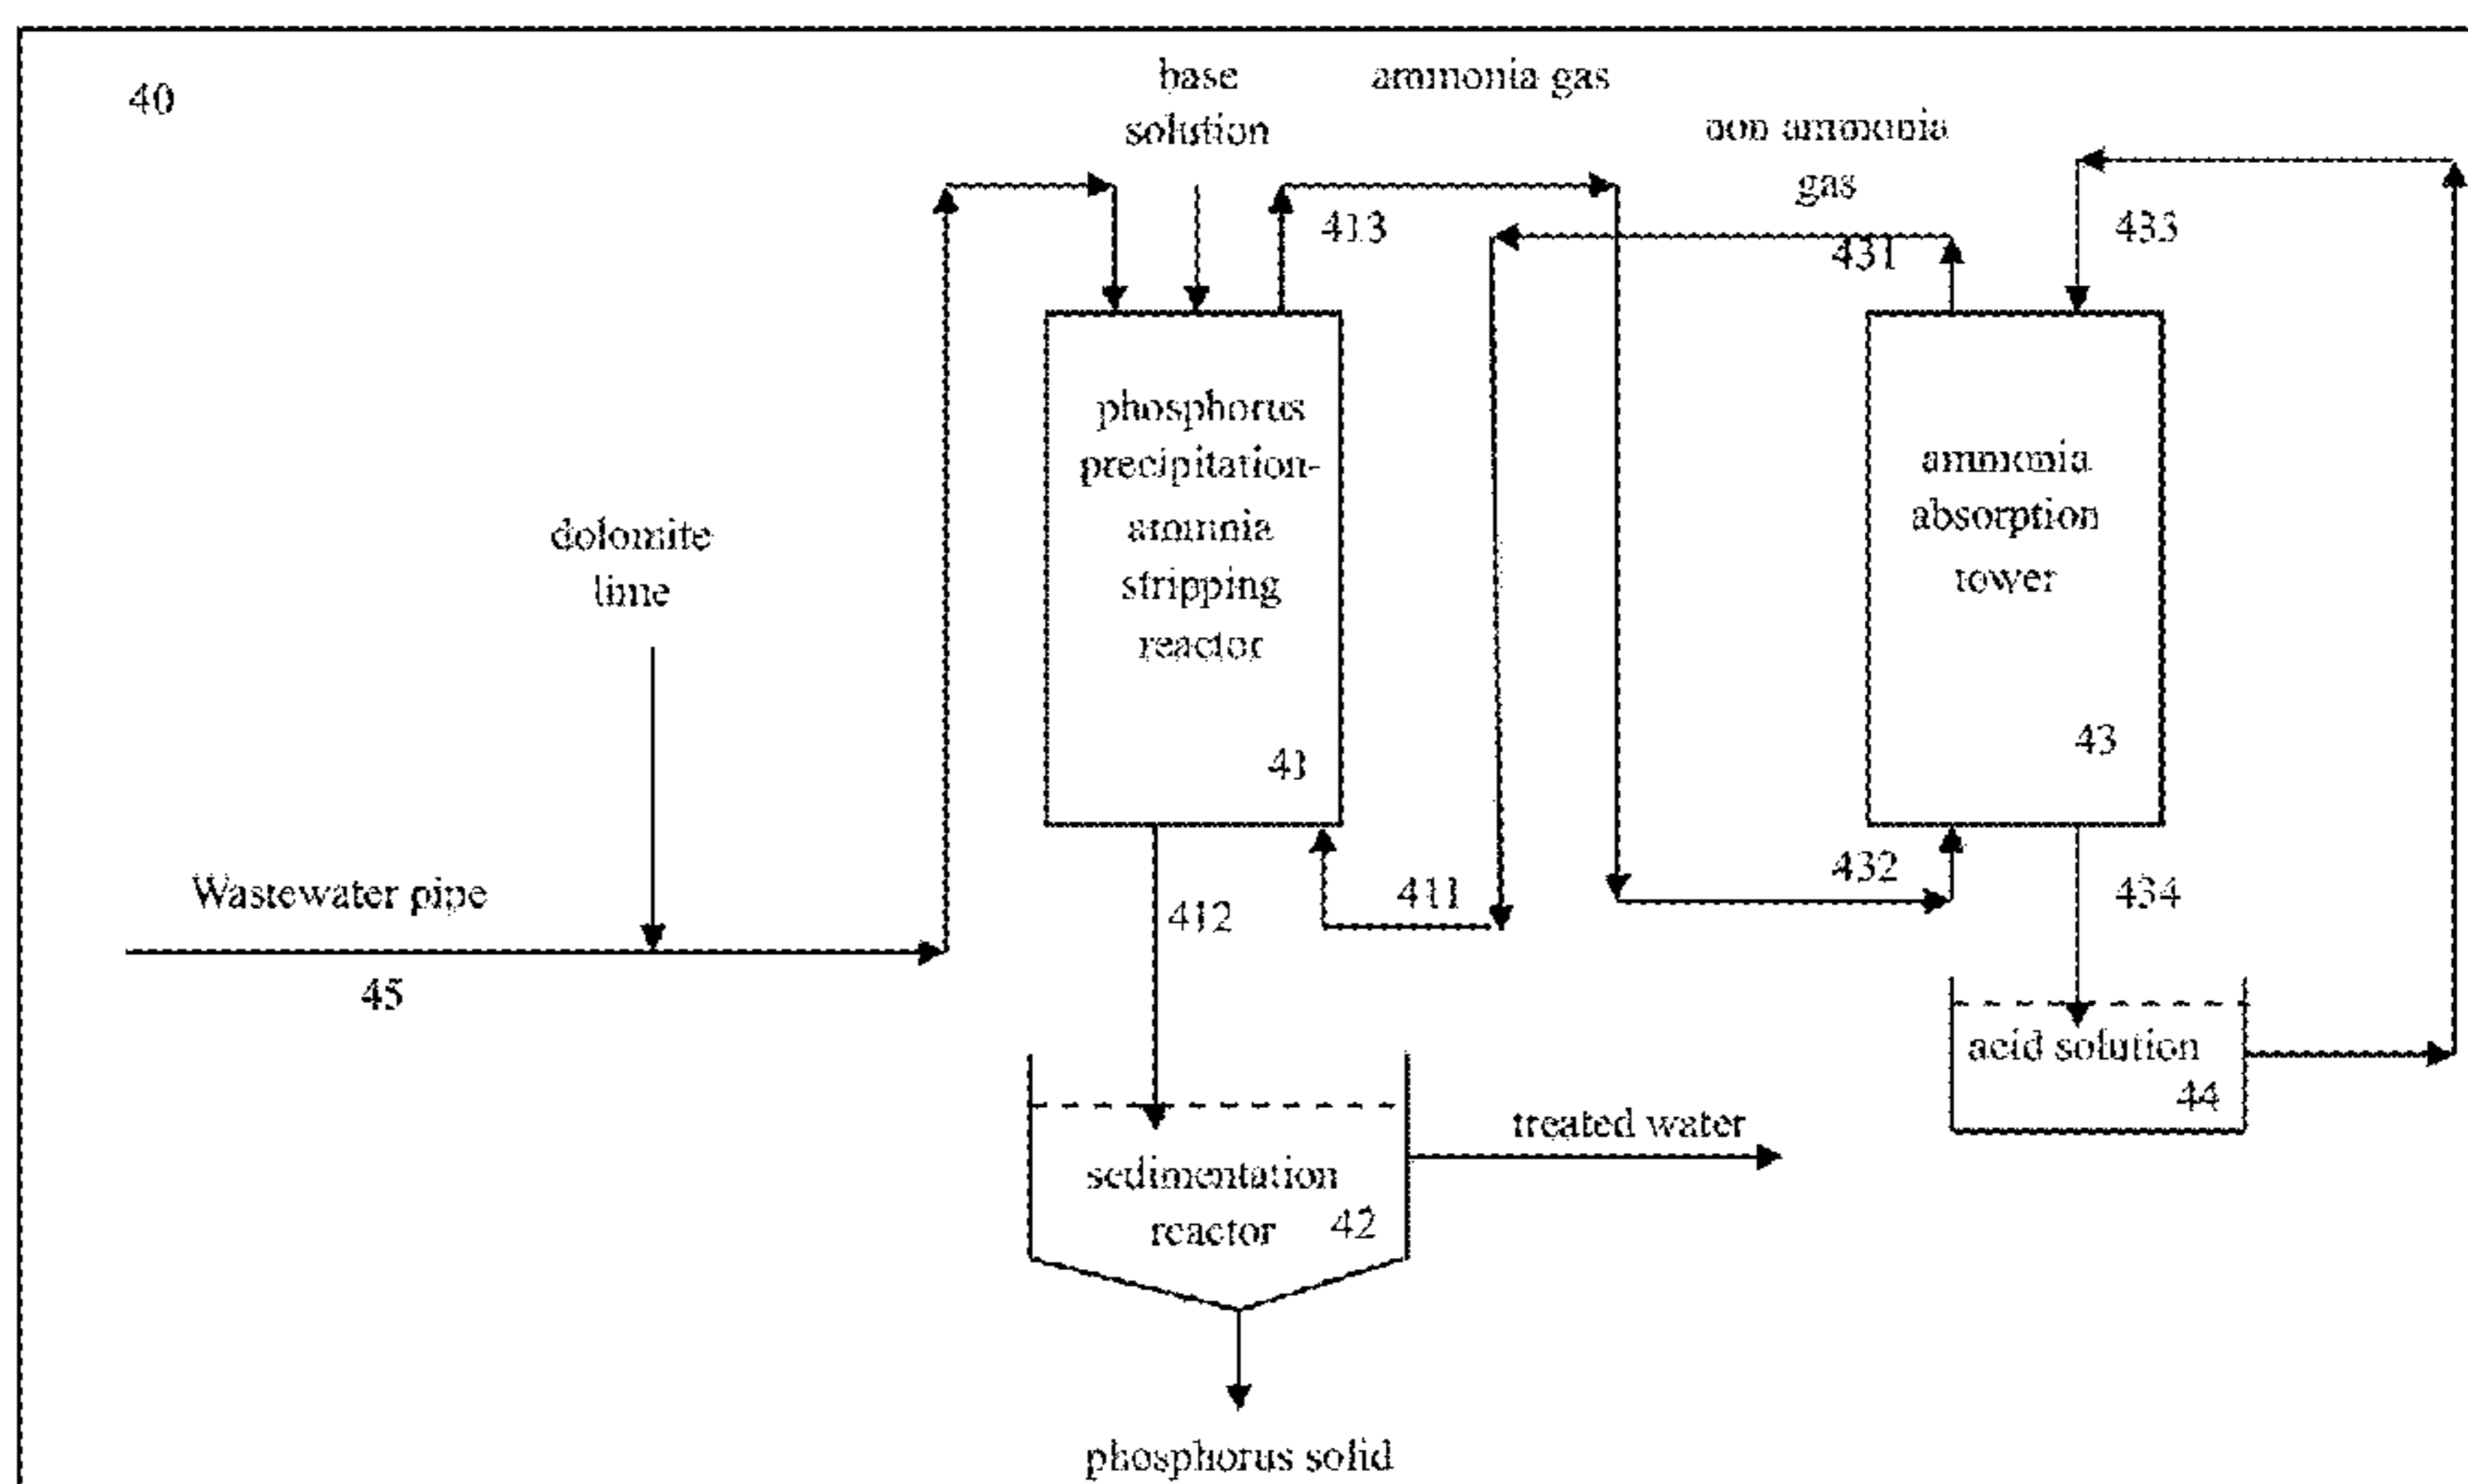 40
base
solution
ammonia gas
non ammonia
gas
413
431
433
phosphorus
precipitation-
ammnia
stripping
reactor
41
ammonia
absorption
tower
43
dolomite
lime
Wastewater pipe
45
411
412
432
434
acid solution
44
treated water
sedimentation
reactor
42
phosphorus solid